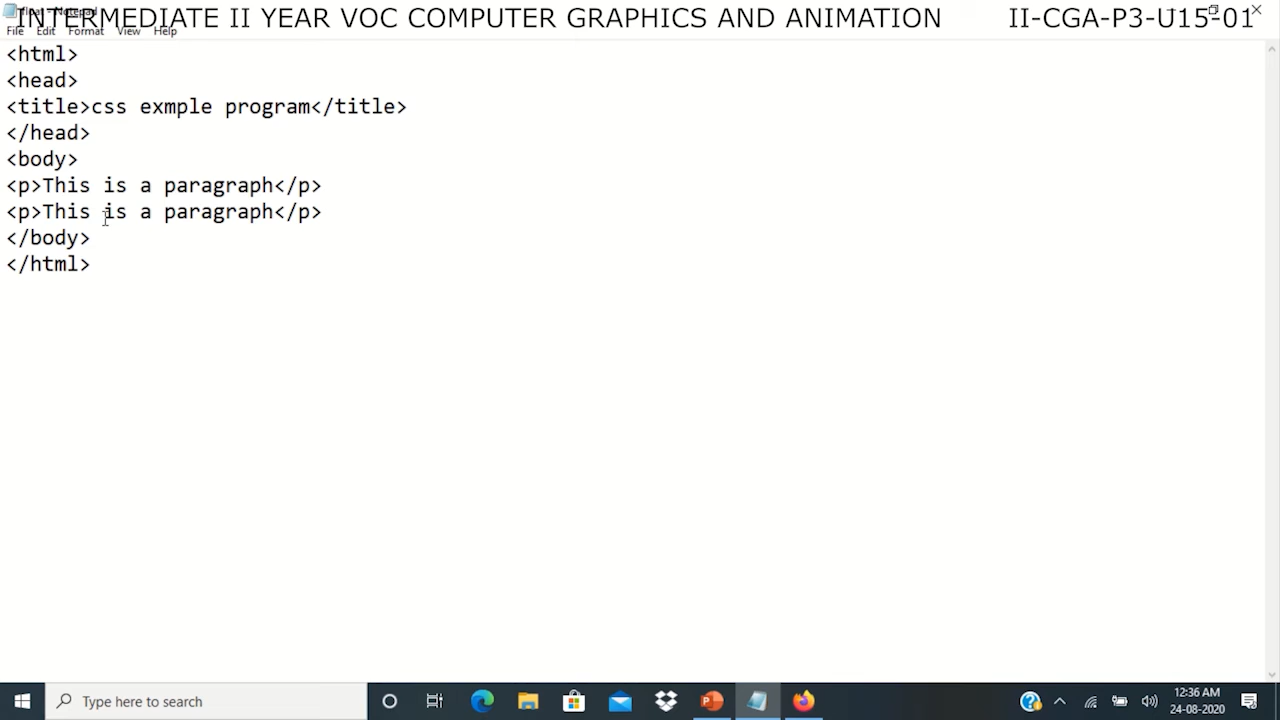 INTERMEDIATE II YEAR VOC COMPUTER GRAPHICS AND ANIMATION II-CGA-P3-U15-01
- Notepad
File Edit Format View Help
<html>
<head>
<title>css exmple program</title>
</head>
<body>
<p>This is a paragraph</p>
<p>This is a paragraph</p>
</body>
</html>
Type here to search
12:36 AM
24-08-2020